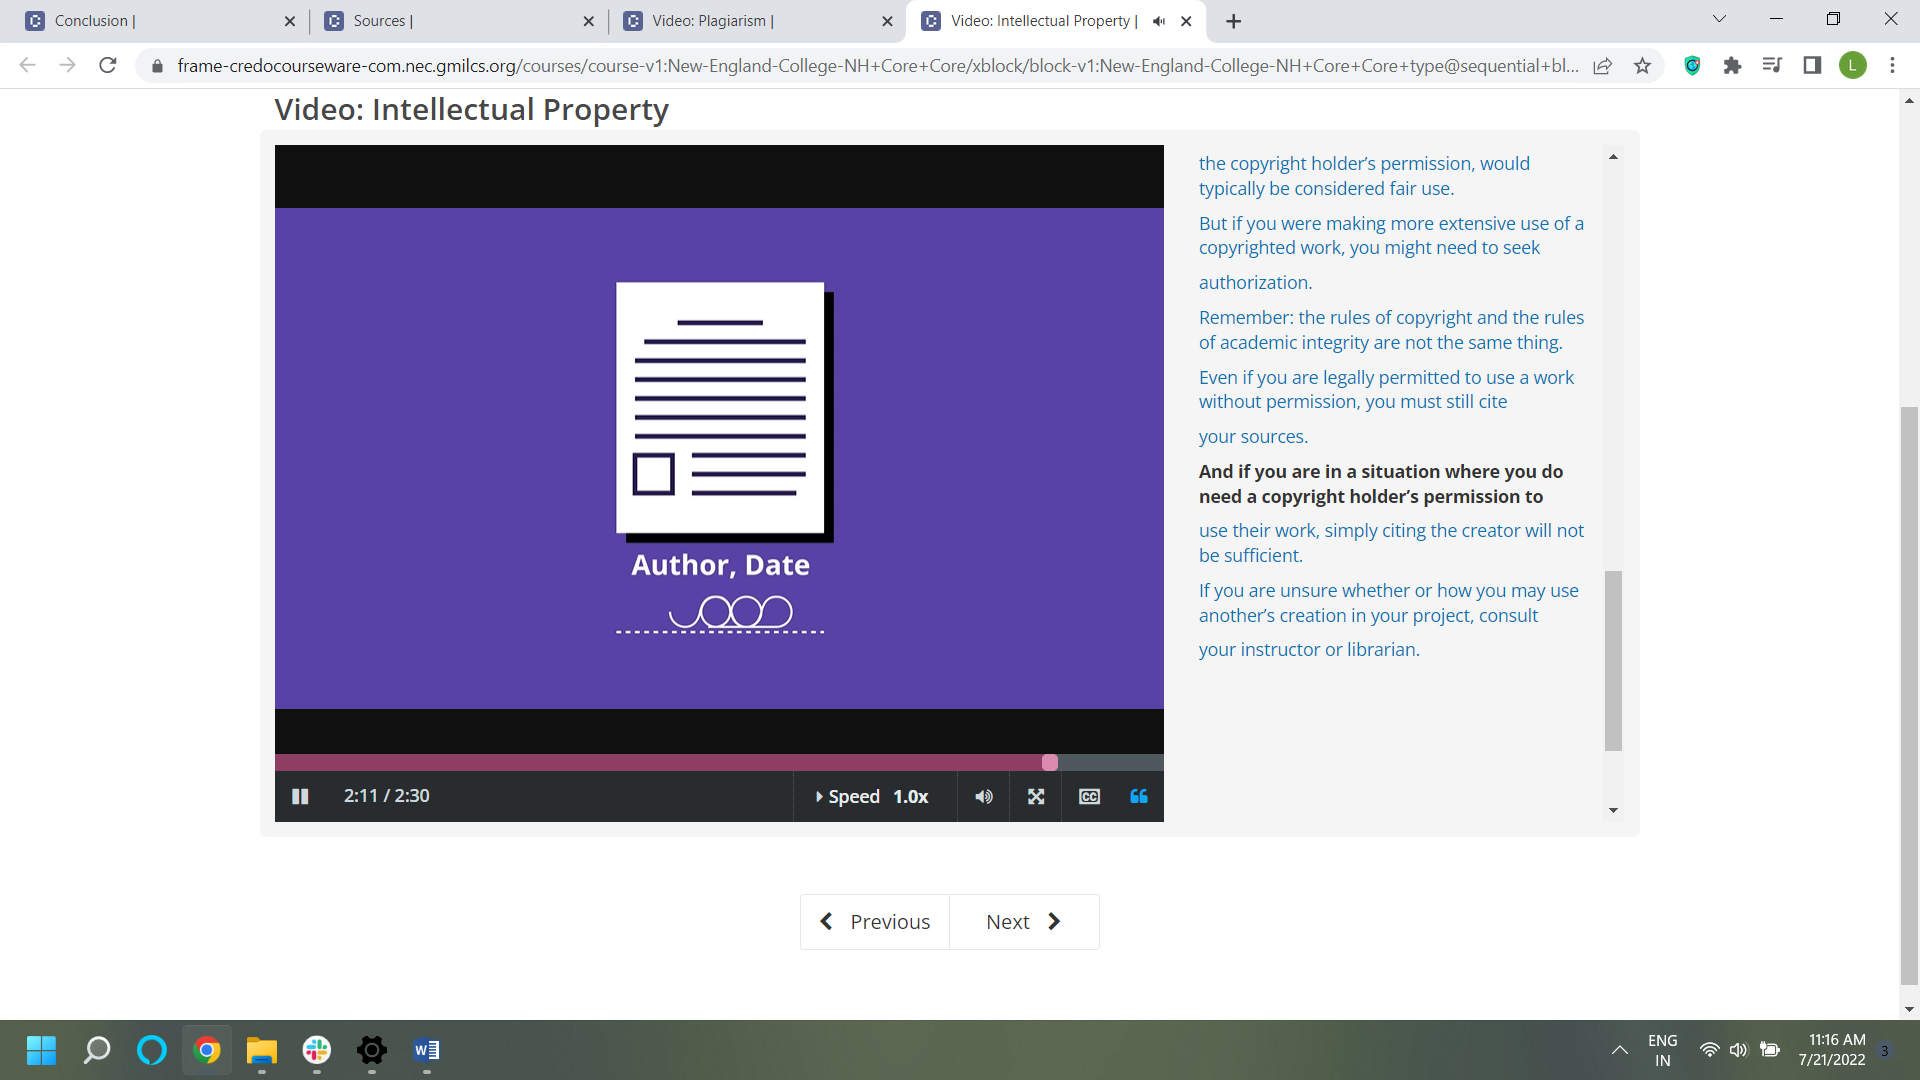 Conclusion |
Sources |
Video: Plagiarism |
Video: Intellectual Property |
frame-credocourseware-com.nec.gmilcs.org/courses/course-v1:New-England-College-NH+Core+Core/xblock/block-v1:New-England-College-NH+Core+Core+type@sequential+bl...
L
Video: Intellectual Property
Author, Date
2:11 / 2:30
Speed 1.0x
CC
the copyright holder’s permission, would
typically be considered fair use.
But if you were making more extensive use of a
copyrighted work, you might need to seek
authorization.
Remember: the rules of copyright and the rules
of academic integrity are not the same thing.
Even if you are legally permitted to use a work
without permission, you must still cite
your sources.
And if you are in a situation where you do
need a copyright holder’s permission to
use their work, simply citing the creator will not
be sufficient.
If you are unsure whether or how you may use
another’s creation in your project, consult
your instructor or librarian.
Previous
Next
W
ENG
IN
11:16 AM
7/21/2022
3